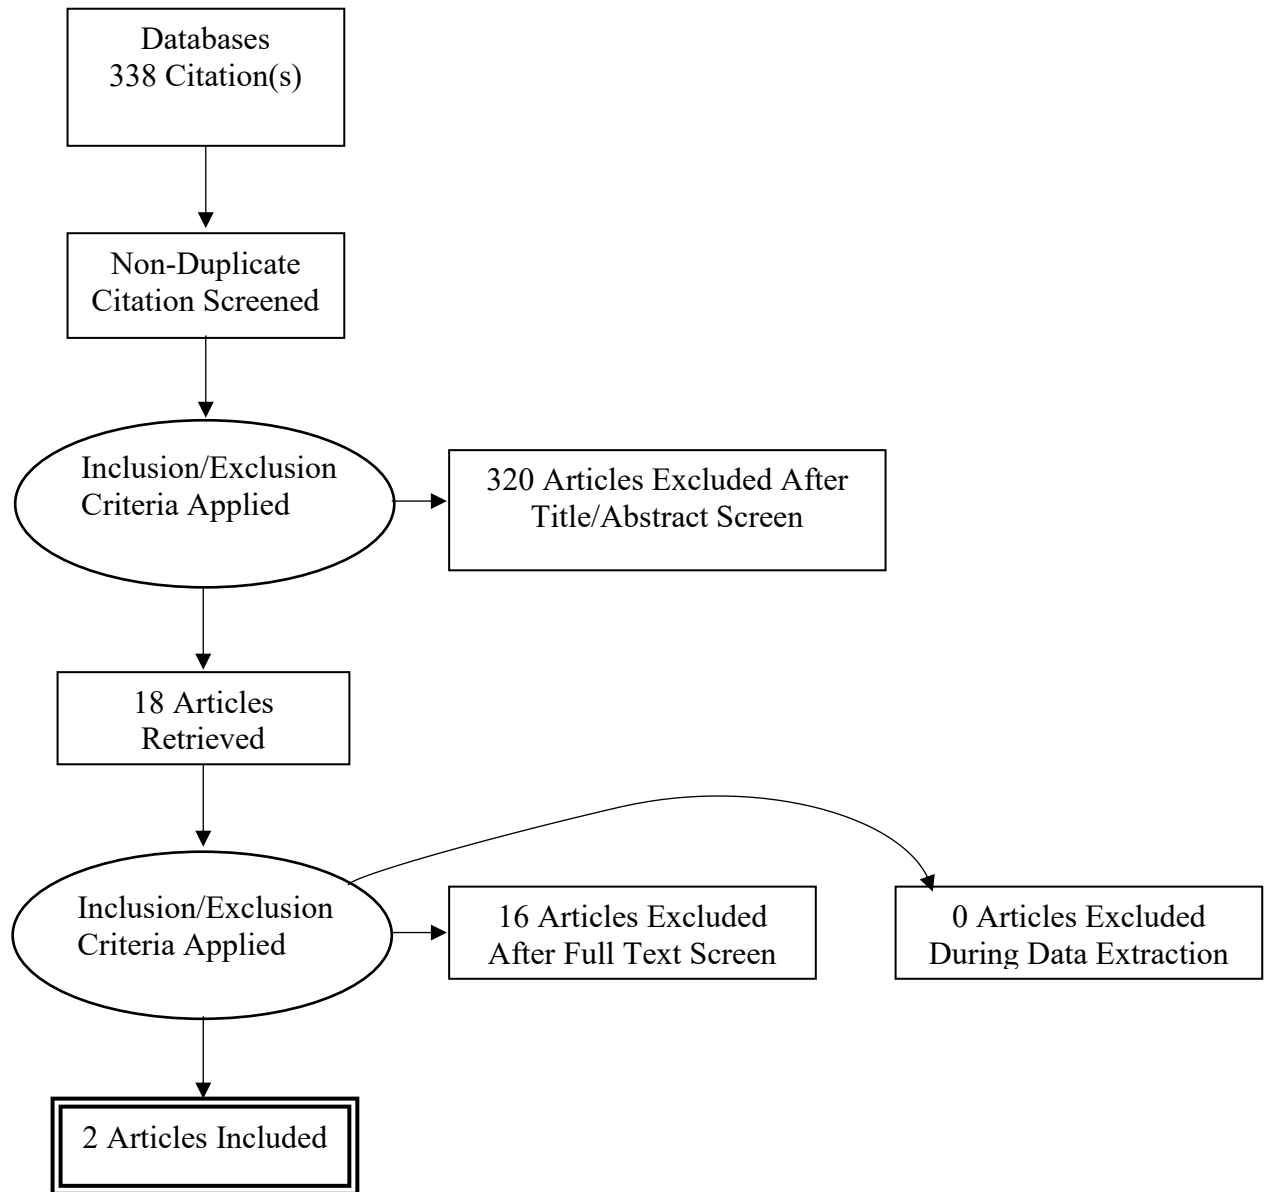 Databases
338 Citation(s)
Non-Duplicate
Citation Screened
Inclusion/Exclusion
Criteria Applied
320 Articles Excluded After
Title/Abstract Screen
18 Articles
Retrieved
Inclusion/Exclusion
Criteria Applied
16 Articles Excluded
After Full Text Screen
0 Articles Excluded
During Data Extraction
2 Articles Included